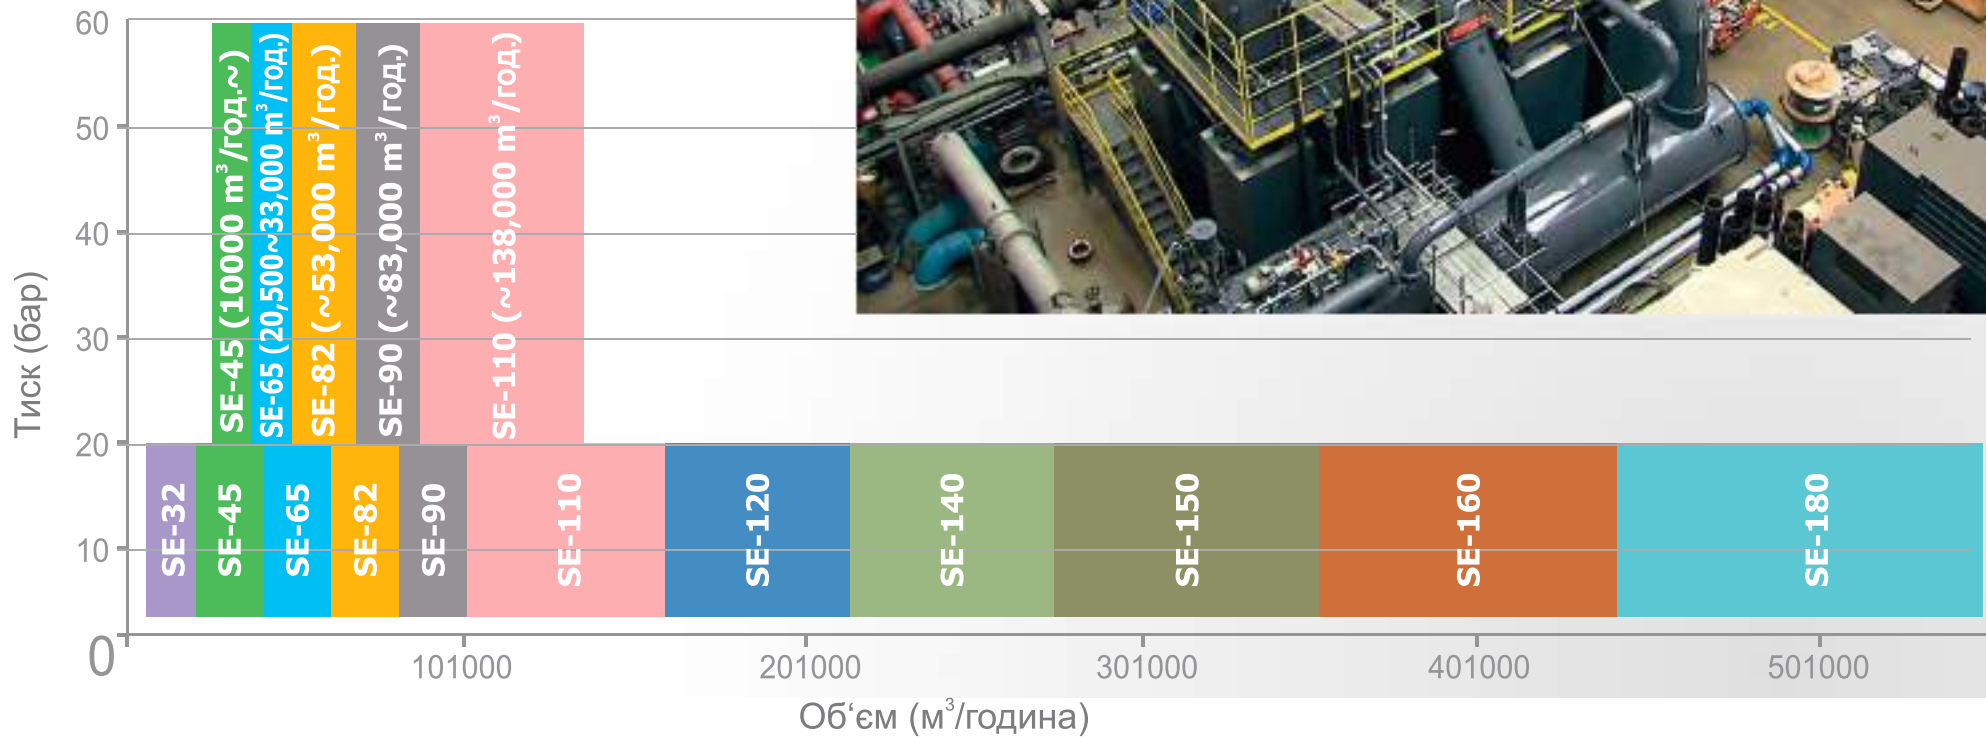 60
50
40
30
20
10
0
Тиск (бар)
SE-45 (10000 m³/год.~)
SE-65 (20,500~33,000 m³/год.)
SE-82 (~53,000 m³/год.)
SE-90 (~83,000 m³/год.)
SE-110 (~138,000 m³/год.)
SE-32
SE-45
SE-65
SE-82
SE-90
SE-110
SE-120
SE-140
SE-150
SE-160
SE-180
101000
201000
301000
401000
501000
Об‘єм (м³/година)